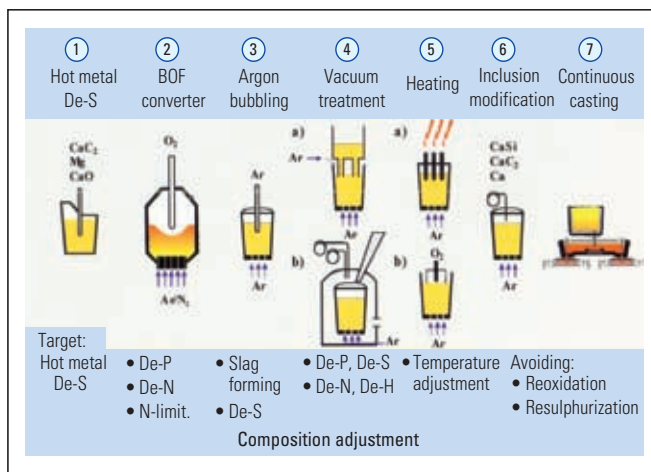 1 2 3 4 5 6 7
Hot metal De-S
BOF converter
Argon bubbling
Vacuum treatment
Heating
Inclusion modification
Continuous casting
CaC2
Mg
CaO
O2
Ar/N2
Ar
Ar
a)
Ar
Ar
b)
Ar
a)
Ar
b)
O2
Ar
CaSi
CaC2
Ca
Ar
Target:
Hot metal
De-S
• De-P
• De-N
• N-limit.
• Slag
forming
• De-S
• De-P, De-S
• De-N, De-H
• Temperature
adjustment
Avoiding:
• Reoxidation
• Resulphurization
Composition adjustment